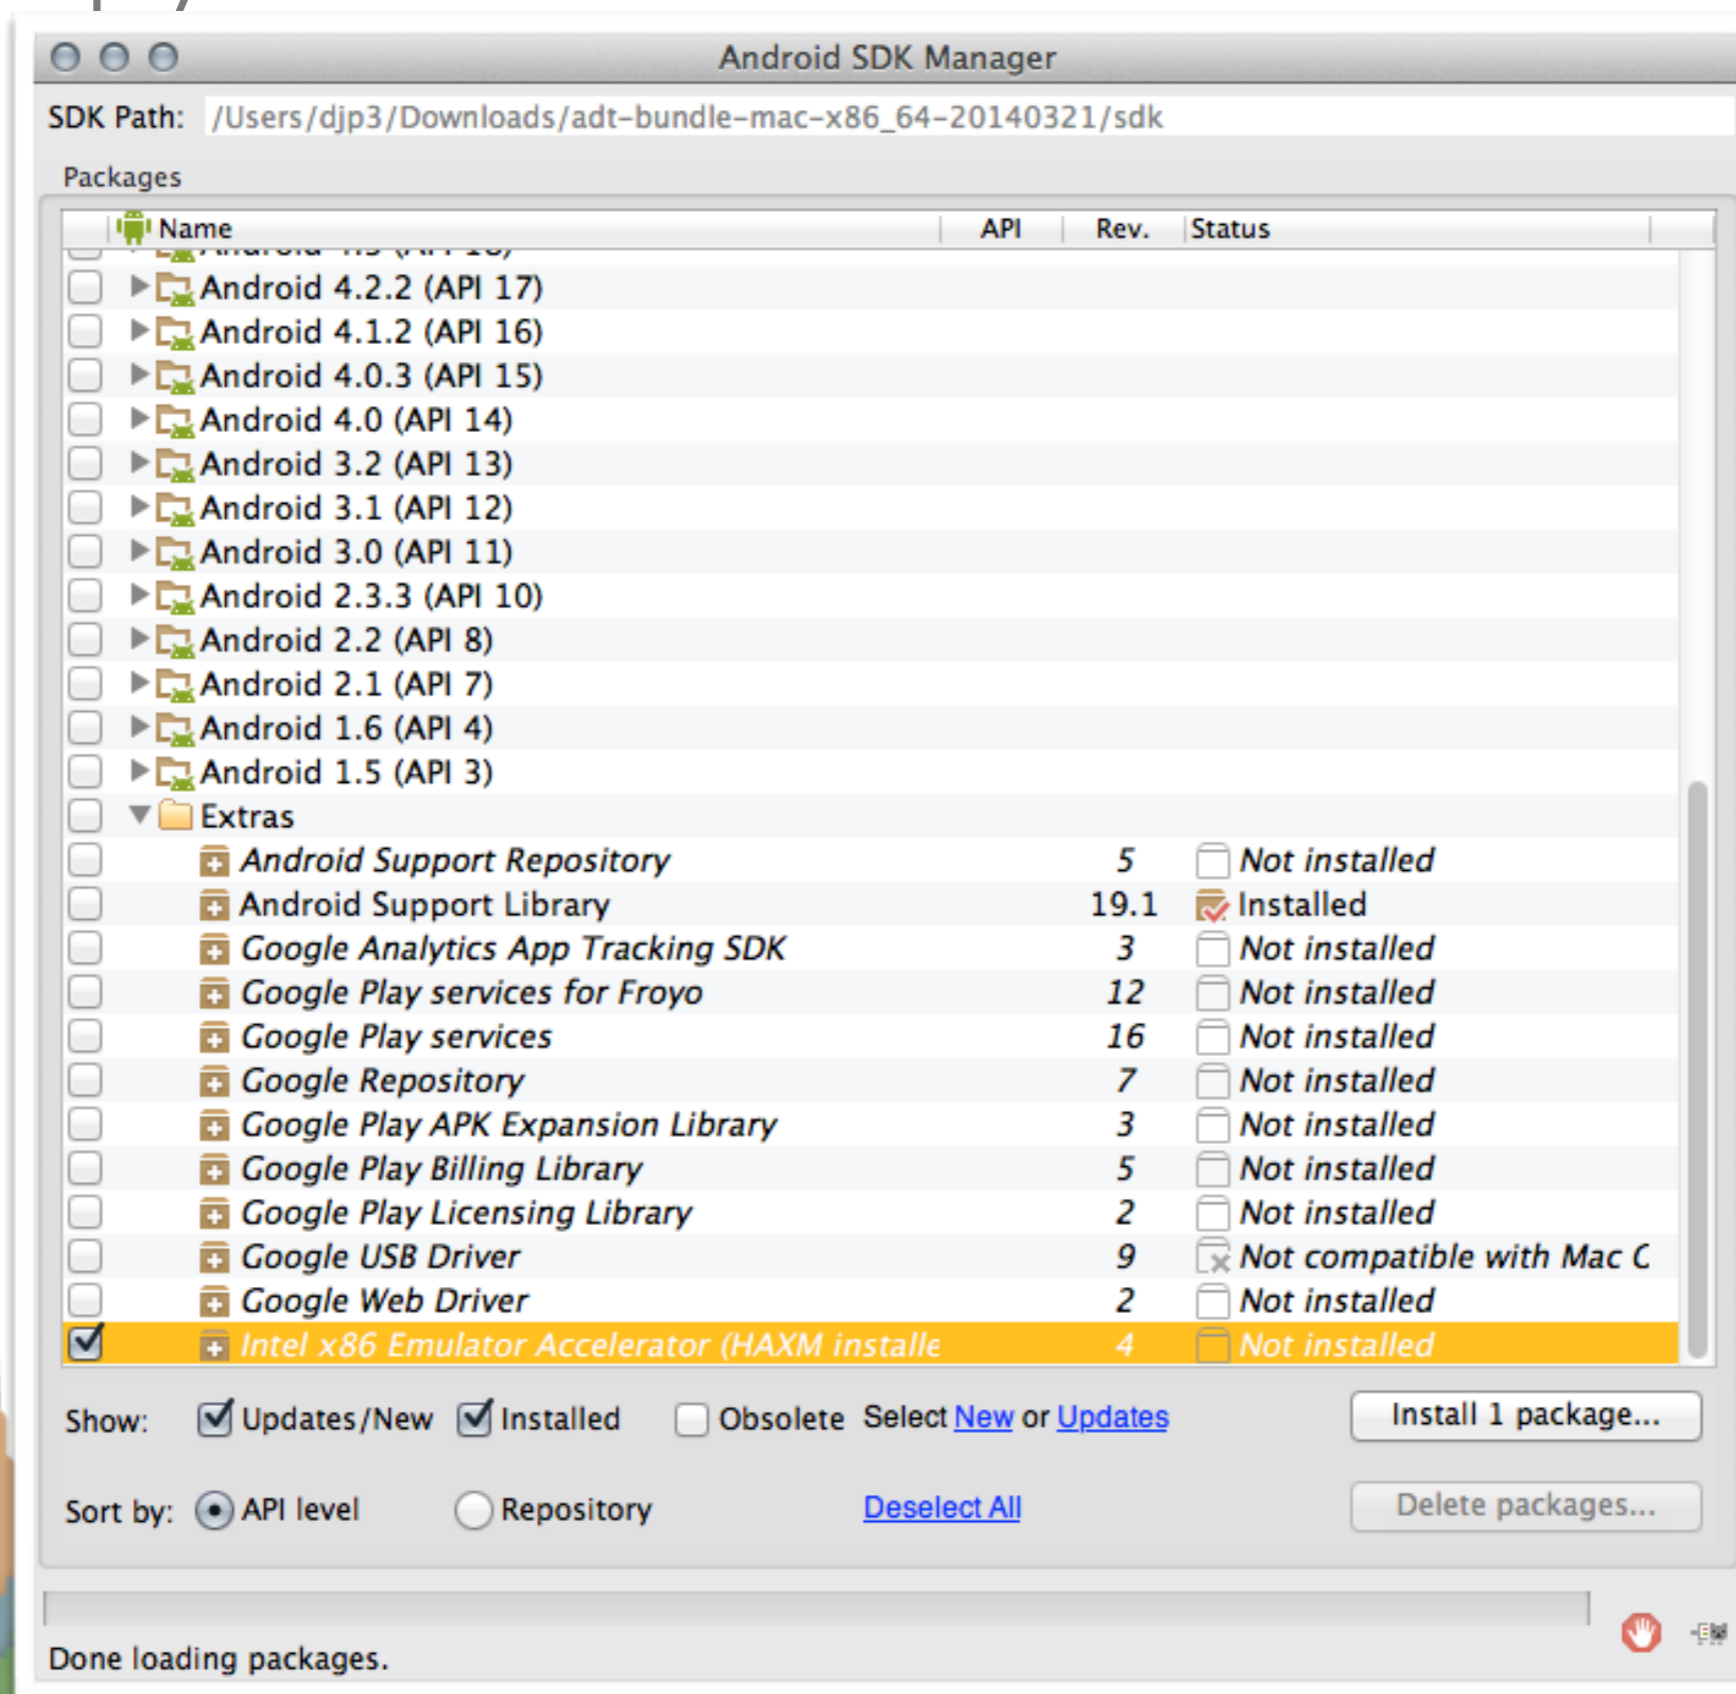 Android SDK Manager
SDK Path: /Users/djp3/Downloads/adt-bundle-mac-x86_64-20140321/sdk
Packages
Name API Rev. Status
Android 4.2.2 (API 17)
Android 4.1.2 (API 16)
Android 4.0.3 (API 15)
Android 4.0 (API 14)
Android 3.2 (API 13)
Android 3.1 (API 12)
Android 3.0 (API 11)
Android 2.3.3 (API 10)
Android 2.2 (API 8)
Android 2.1 (API 7)
Android 1.6 (API 4)
Android 1.5 (API 3)
Extras
Android Support Repository 5 Not installed
Android Support Library 19.1 Installed
Google Analytics App Tracking SDK 3 Not installed
Google Play services for Froyo 12 Not installed
Google Play services 16 Not installed
Google Repository 7 Not installed
Google Play APK Expansion Library 3 Not installed
Google Play Billing Library 5 Not installed
Google Play Licensing Library 2 Not installed
Google USB Driver 9 Not compatible with Mac
Google Web Driver 2 Not installed
Intel x86 Emulator Accelerator (HAXM installe 4 Not installed
Show: Updates/New Installed Obsolete Select New or Updates Install 1 package...
Sort by: API level Repository Deselect All Delete packages...
Done loading packages.